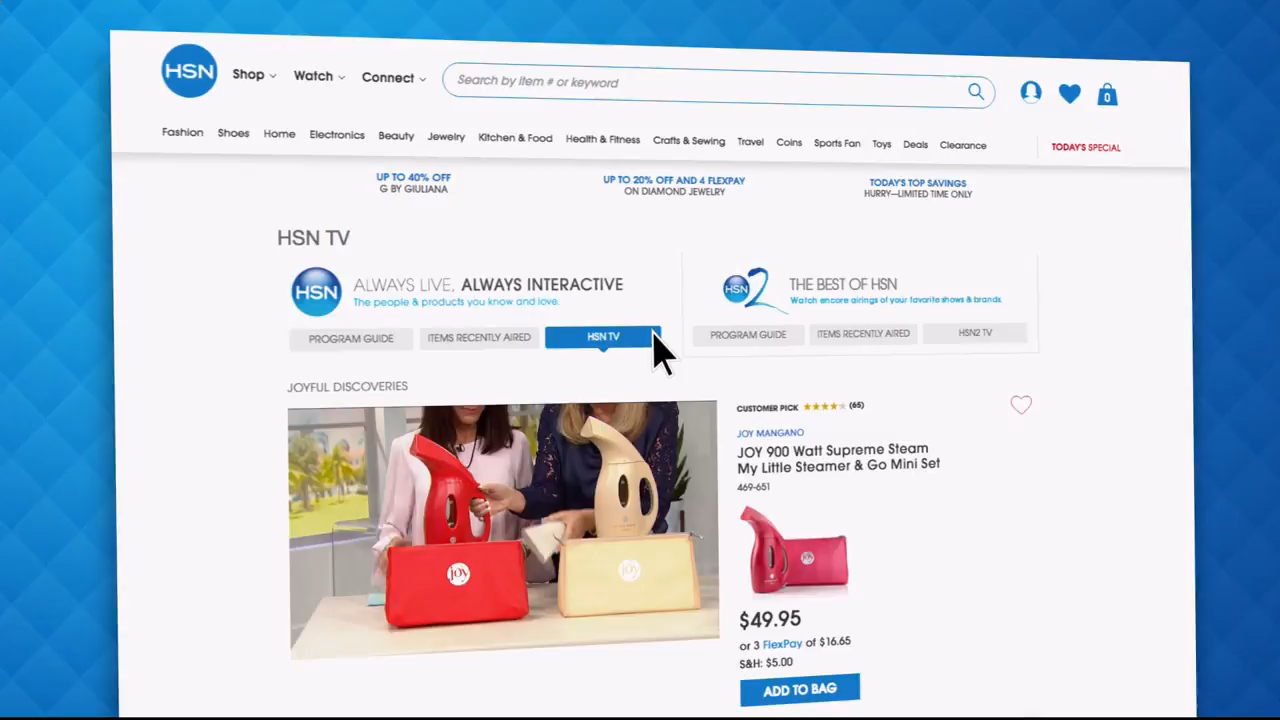 HSN
Shop
Watch
Connect
Search by item # or keyword
0
Fashion
Shoes
Home
Electronics
Beauty
Jewelry
Kitchen & Food
Health & Fitness
Crafts & Sewing
Travel
Coins
Sports Fan
Toys
Deals
Clearance
TODAY'S SPECIAL
UP TO 40% OFF
G BY GIULIANA
UP TO 20% OFF AND 4 FLEXPAY
ON DIAMOND JEWELRY
TODAY'S TOP SAVINGS
HURRY—LIMITED TIME ONLY
HSN TV
HSN
ALWAYS LIVE, ALWAYS INTERACTIVE
The people & products you know and love.
PROGRAM GUIDE
ITEMS RECENTLY AIRED
HSN TV
HSN2
THE BEST OF HSN
Watch encore airings of your favorite shows & brands.
PROGRAM GUIDE
ITEMS RECENTLY AIRED
HSN2 TV
JOYFUL DISCOVERIES
joy
CUSTOMER PICK (65)
JOY MANGANO
JOY 900 Watt Supreme Steam
My Little Steamer & Go Mini Set
469-651
$49.95
or 3 FlexPay of $16.65
S&H: $5.00
ADD TO BAG